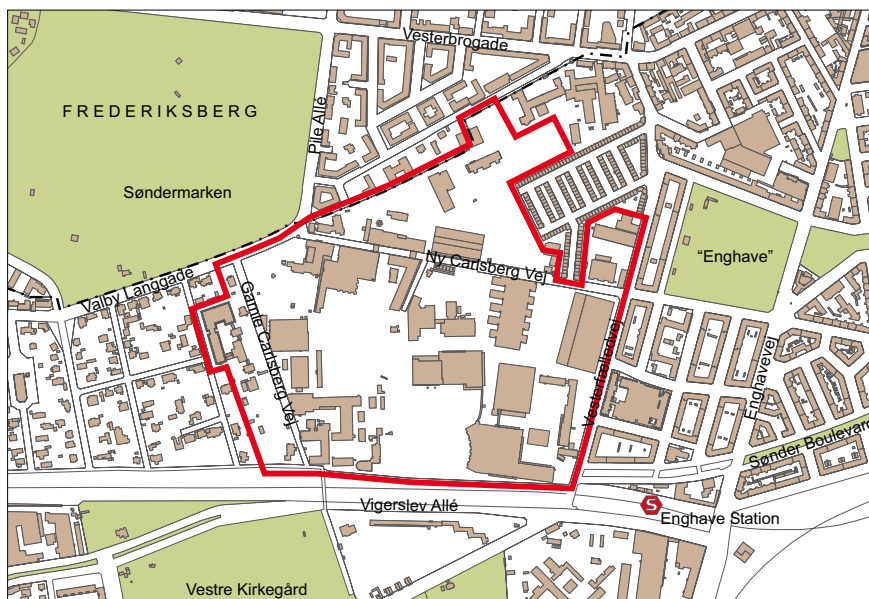 Vesterbrogade
FREDERIKSBERG
Pile Allé
Søndermarken
"Enghave"
Ny Carlsberg Vej
Valby Langgade
Gamle Carlsberg Vej
Vesterfælledvej
Enghavevej
Sønder Boulevard
Vigerslev Allé
S
Enghave Station
Vestre Kirkegård